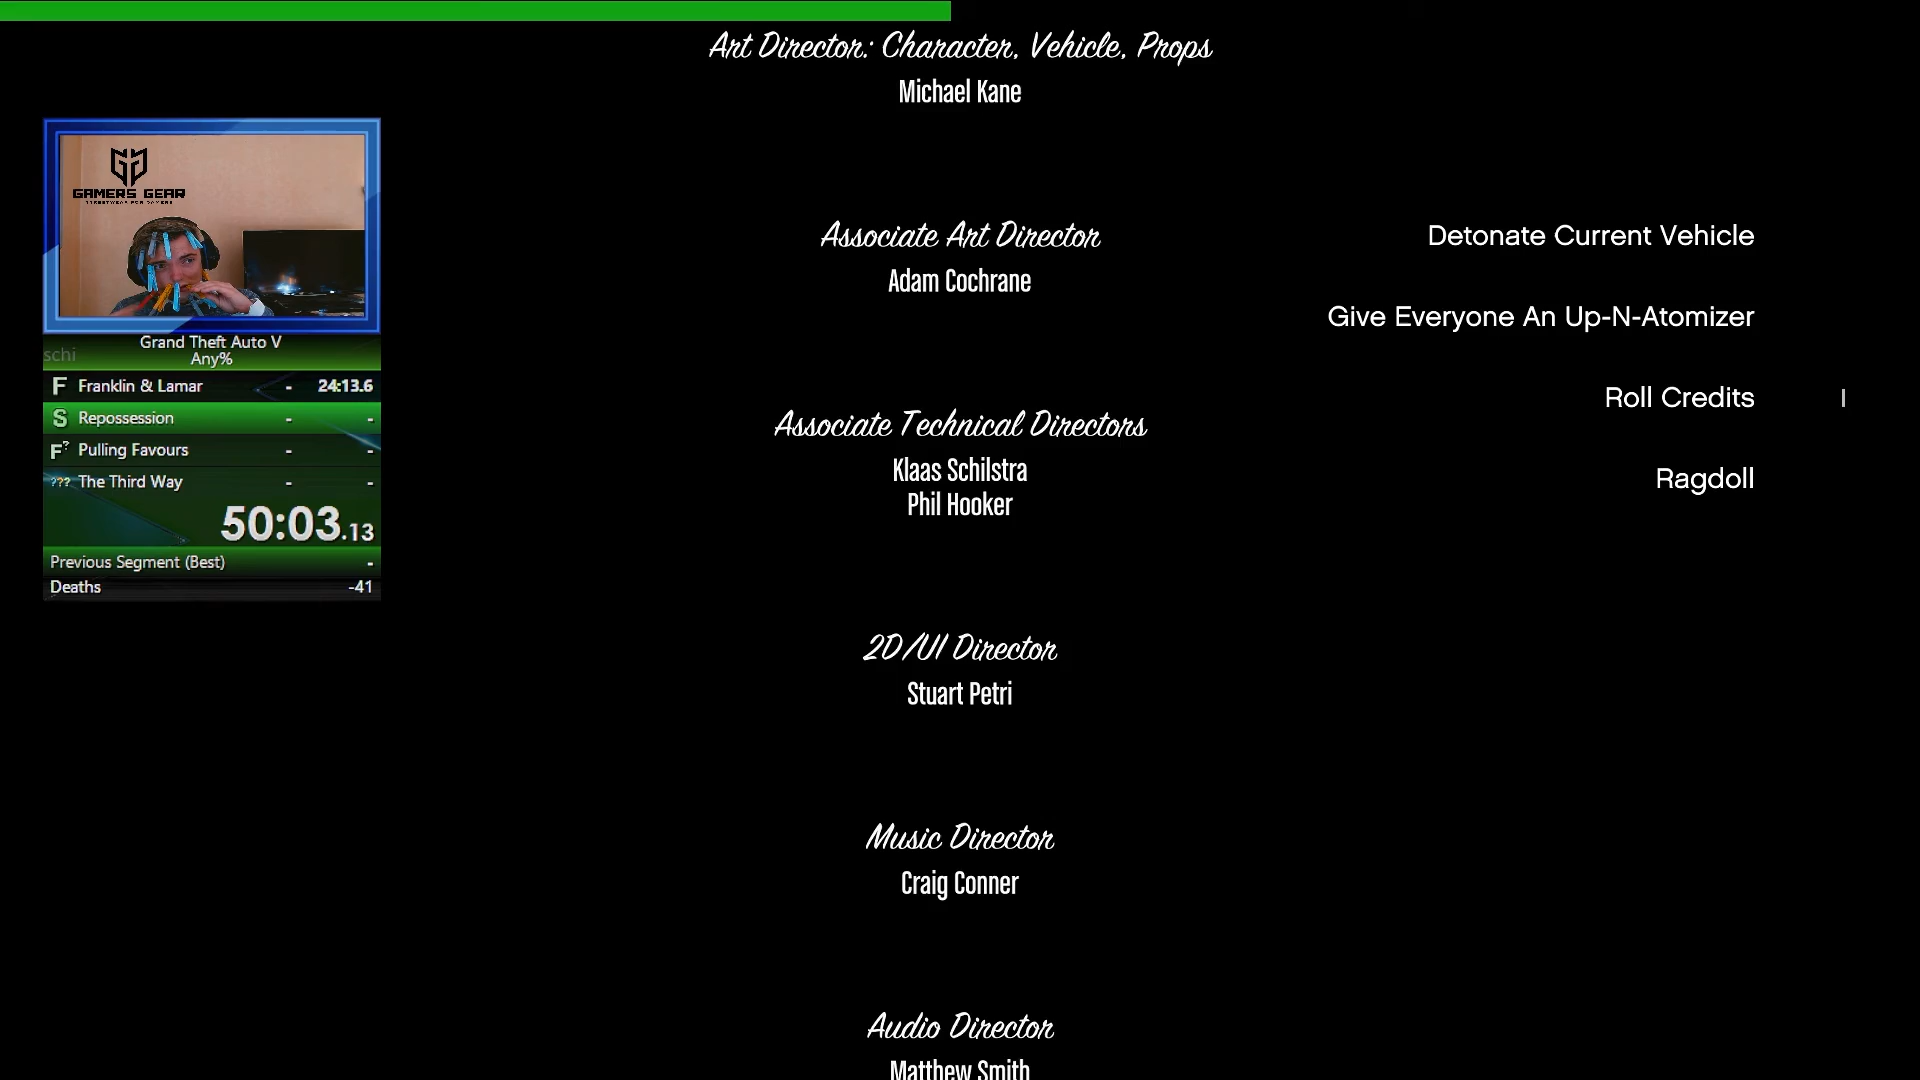 Art Director: Character, Vehicle, Props
Michael Kane
GAMERS GEAR
Associate Art Director
Adam Cochrane
Associate Technical Directors
Klaas Schilstra
Phil Hooker
2D/UI Director
Stuart Petri
Music Director
Craig Conner
Audio Director
Matthew Smith
schi
Grand Theft Auto V
Any%
F Franklin & Lamar - 24:13.6
S Repossession - -
F? Pulling Favours - -
??? The Third Way - -
50:03.13
Previous Segment (Best) -
Deaths -41
Detonate Current Vehicle
Give Everyone An Up-N-Atomizer
Roll Credits
Ragdoll